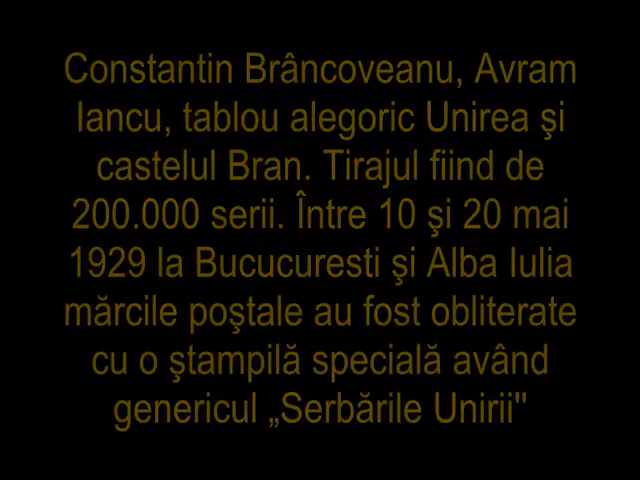 Constantin Brâncoveanu, Avram
Iancu, tablou alegoric Unirea şi
castelul Bran. Tirajul fiind de
200.000 serii. Între 10 şi 20 mai
1929 la Bucucuresti şi Alba Iulia
mărcile poştale au fost obliterate
cu o ştampilă specială având
genericul „Serbările Unirii"